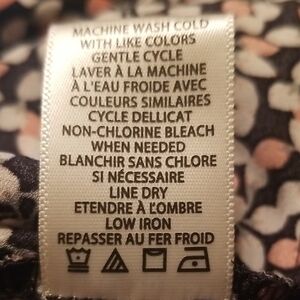 MACHINE WASH COLD
WITH LIKE COLORS
GENTLE CYCLE
LAVER À LA MACHINE
À L'EAU FROIDE AVEC
COULEURS SIMILAIRES
CYCLE DELLICAT
NON-CHLORINE BLEACH
WHEN NEEDED
BLANCHIR SANS CHLORE
SI NÉCESSAIRE
LINE DRY
ETENDRE À L'OMBRE
LOW IRON
REPASSER AU FER FROID